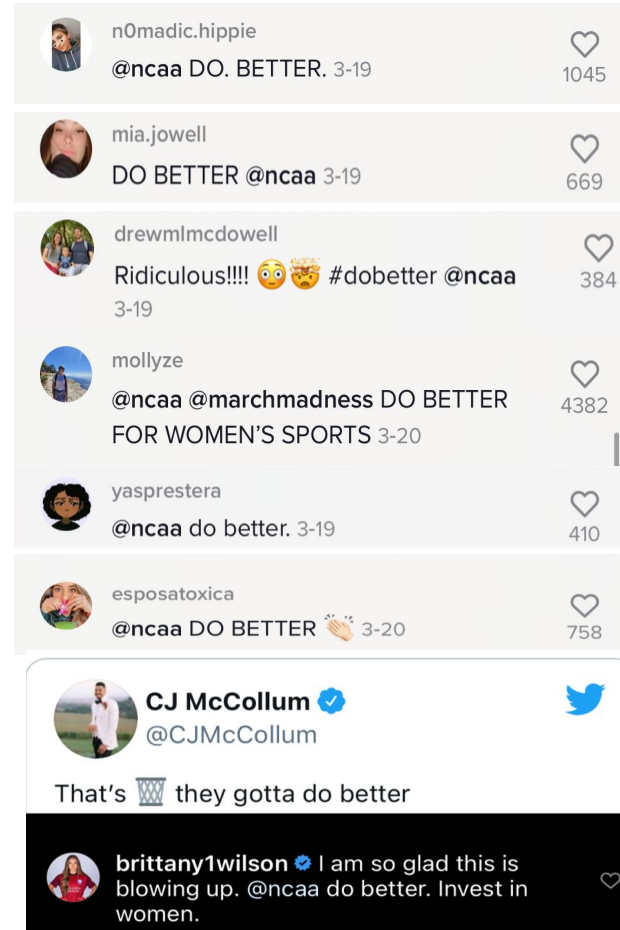 n0madic.hippie
@ncaa DO. BETTER. 3-19
1045
mia.jowell
DO BETTER @ncaa 3-19
669
drewmlmcdowell
Ridiculous!!!! 😳🤯 #dobetter @ncaa
3-19
384
mollyze
@ncaa @marchmadness DO BETTER
FOR WOMEN'S SPORTS 3-20
4382
yasprestera
@ncaa do better. 3-19
410
esposatoxica
@ncaa DO BETTER 👏🏻 3-20
758
CJ McCollum
@CJMcCollum
That's 🗑️ they gotta do better
brittany1wilson I am so glad this is
blowing up. @ncaa do better. Invest in
women.